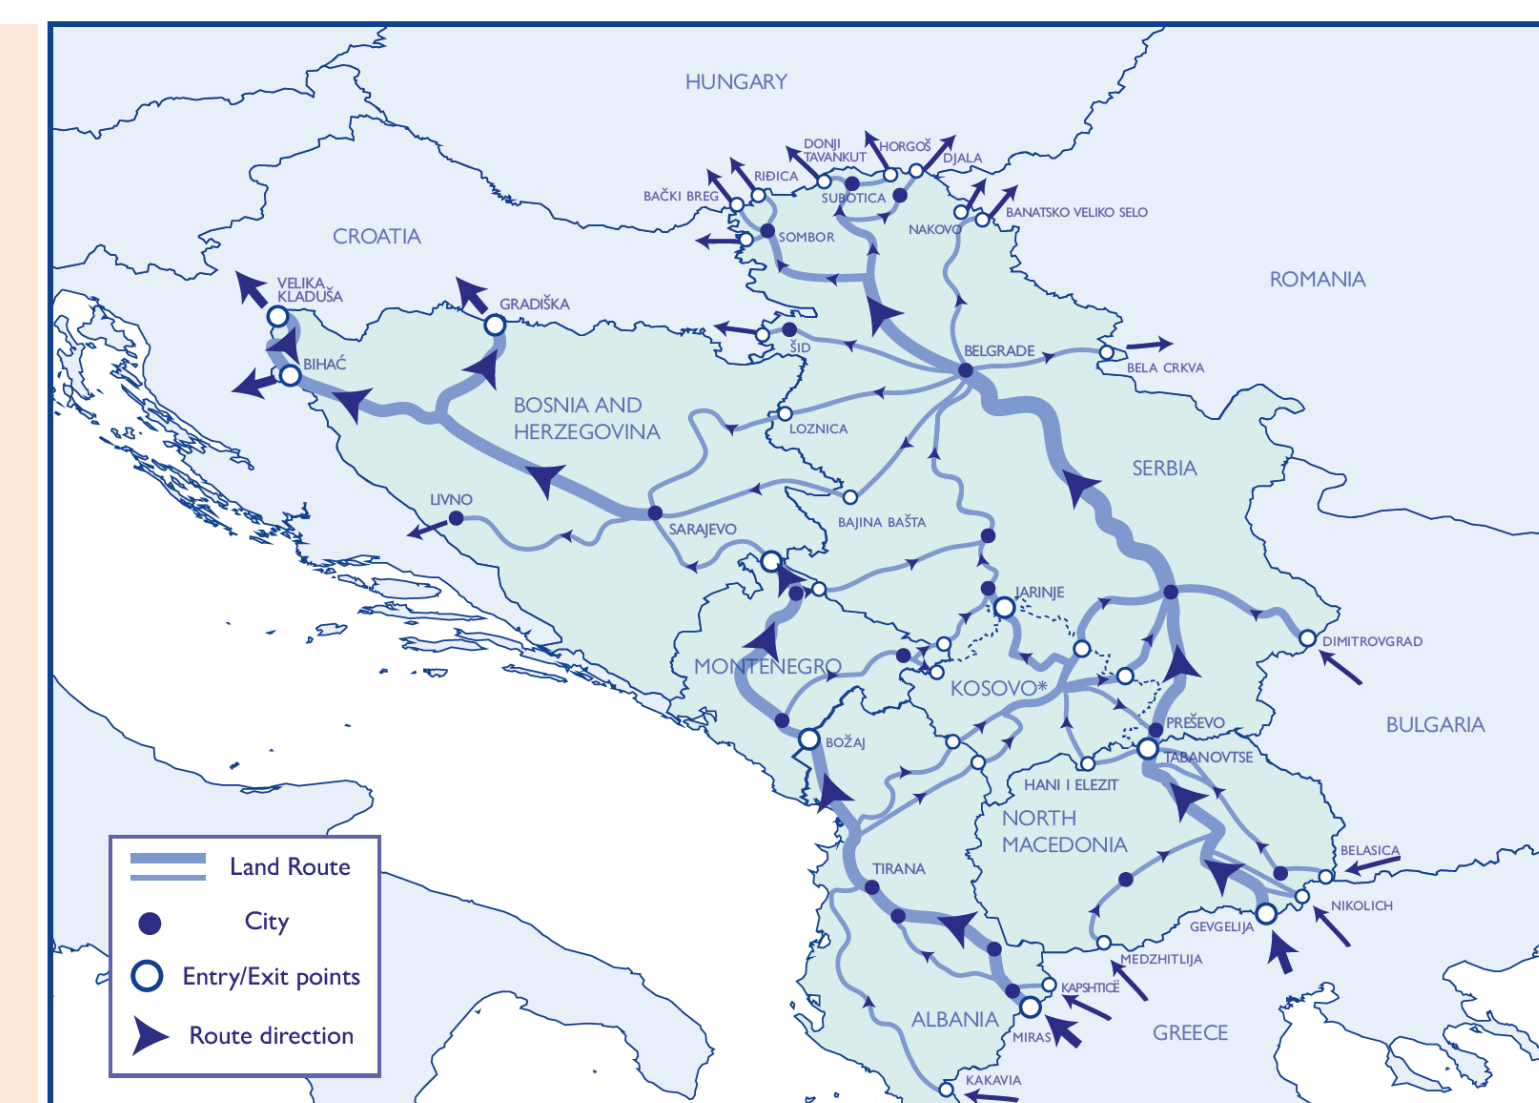 HUNGARY
DONJI
TAVANKUT
HORGOŠ
DJALA
RIĐICA
BAČKI BREG
SUBOTICA
BANATSKO VELIKO SELO
NAKOVO
SOMBOR
CROATIA
ROMANIA
VELIKA
KLADUŠA
GRADIŠKA
ŠID
BELGRADE
BELA CRKVA
BIHAĆ
BOSNIA AND
HERZEGOVINA
LOZNICA
SERBIA
LIVNO
SARAJEVO
BAJINA BAŠTA
JARINJE
DIMITROVGRAD
MONTENEGRO
KOSOVO*
PREŠEVO
BULGARIA
BOŽAJ
TABANOVTSE
HANI I ELEZIT
NORTH
MACEDONIA
BELASICA
TIRANA
NIKOLICH
GEVGELIJA
MEDZHITLIJA
KAPSHTICË
ALBANIA
MIRAS
GREECE
KAKAVIA
Land Route
City
Entry/Exit points
Route direction